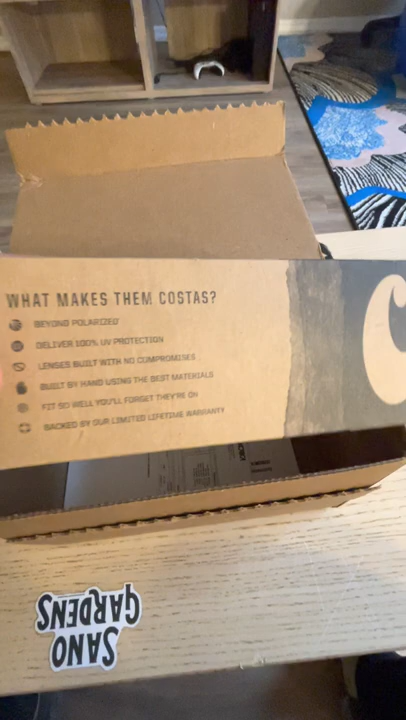 WHAT MAKES THEM COSTAS?
BEYOND POLARIZED
DELIVER 100% UV PROTECTION
LENSES BUILT WITH NO COMPROMISES
BUILT BY HAND USING THE BEST MATERIALS
FIT SO WELL YOU'LL FORGET THEY'RE ON
BACKED BY OUR LIMITED LIFETIME WARRANTY
C
SANO
GARDENS